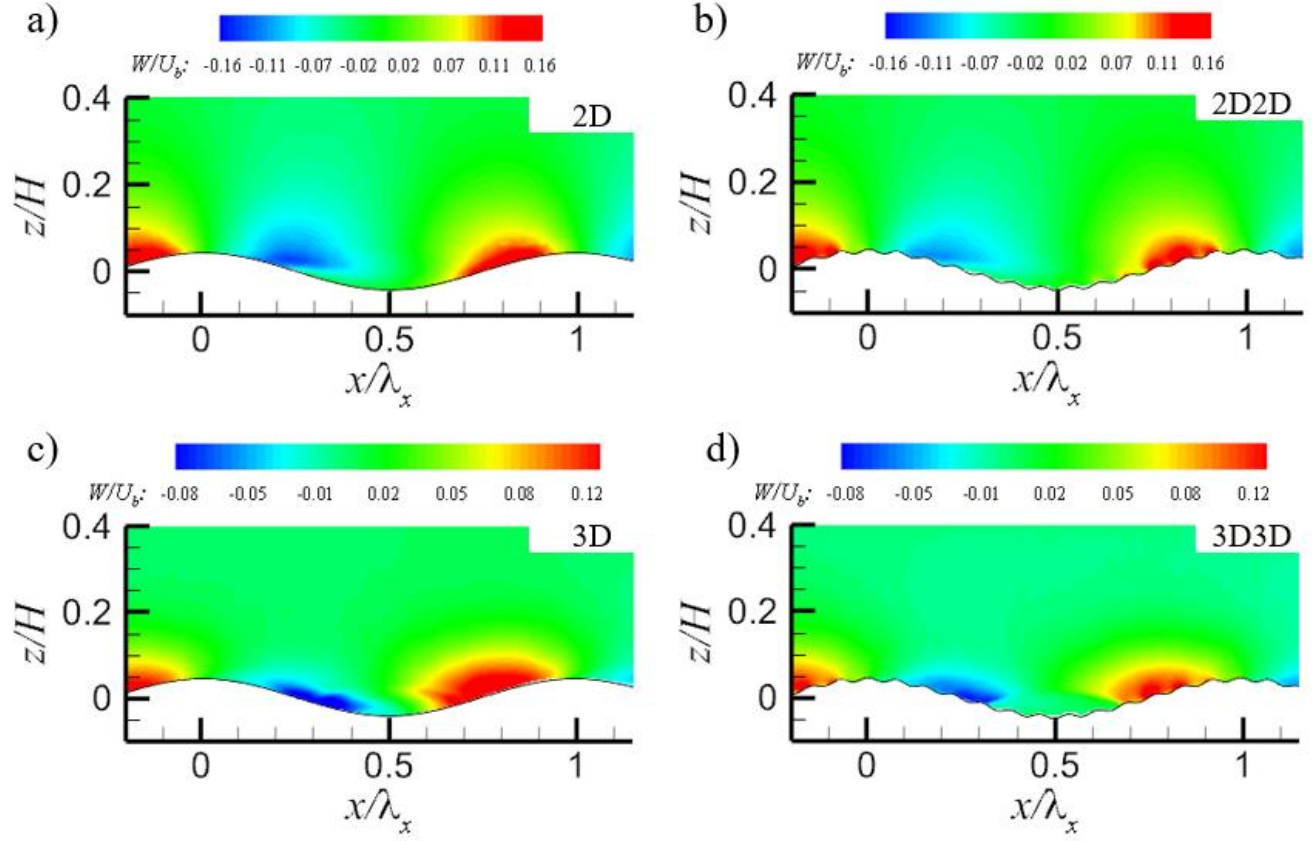 a)
W/U_b: -0.16 -0.11 -0.07 -0.02 0.02 0.07 0.11 0.16
2D
0.4
0.2
0
z/H
0 0.5 1
x/λ_x
b)
W/U_b: -0.16 -0.11 -0.07 -0.02 0.02 0.07 0.11 0.16
2D2D
0.4
0.2
0
z/H
0 0.5 1
x/λ_x
c)
W/U_b: -0.08 -0.05 -0.01 0.02 0.05 0.08 0.12
3D
0.4
0.2
0
z/H
0 0.5 1
x/λ_x
d)
W/U_b: -0.08 -0.05 -0.01 0.02 0.05 0.08 0.12
3D3D
0.4
0.2
0
z/H
0 0.5 1
x/λ_x